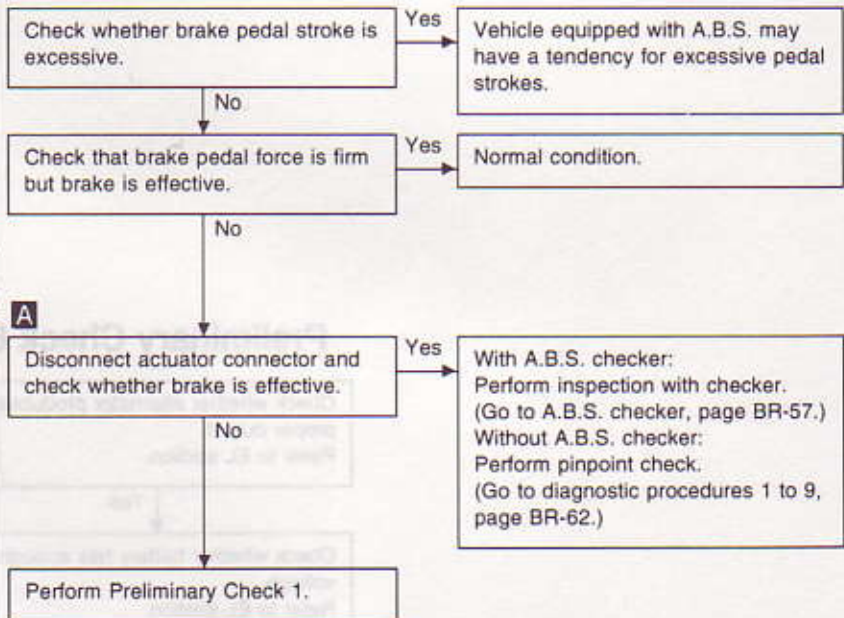 Check whether brake pedal stroke is
excessive.
Yes
Vehicle equipped with A.B.S. may
have a tendency for excessive pedal
strokes.
No
Check that brake pedal force is firm
but brake is effective.
Yes
Normal condition.
No
A
Disconnect actuator connector and
check whether brake is effective.
Yes
With A.B.S. checker:
Perform inspection with checker.
(Go to A.B.S. checker, page BR-57.)
Without A.B.S. checker:
Perform pinpoint check.
(Go to diagnostic procedures 1 to 9,
page BR-62.)
No
Perform Preliminary Check 1.